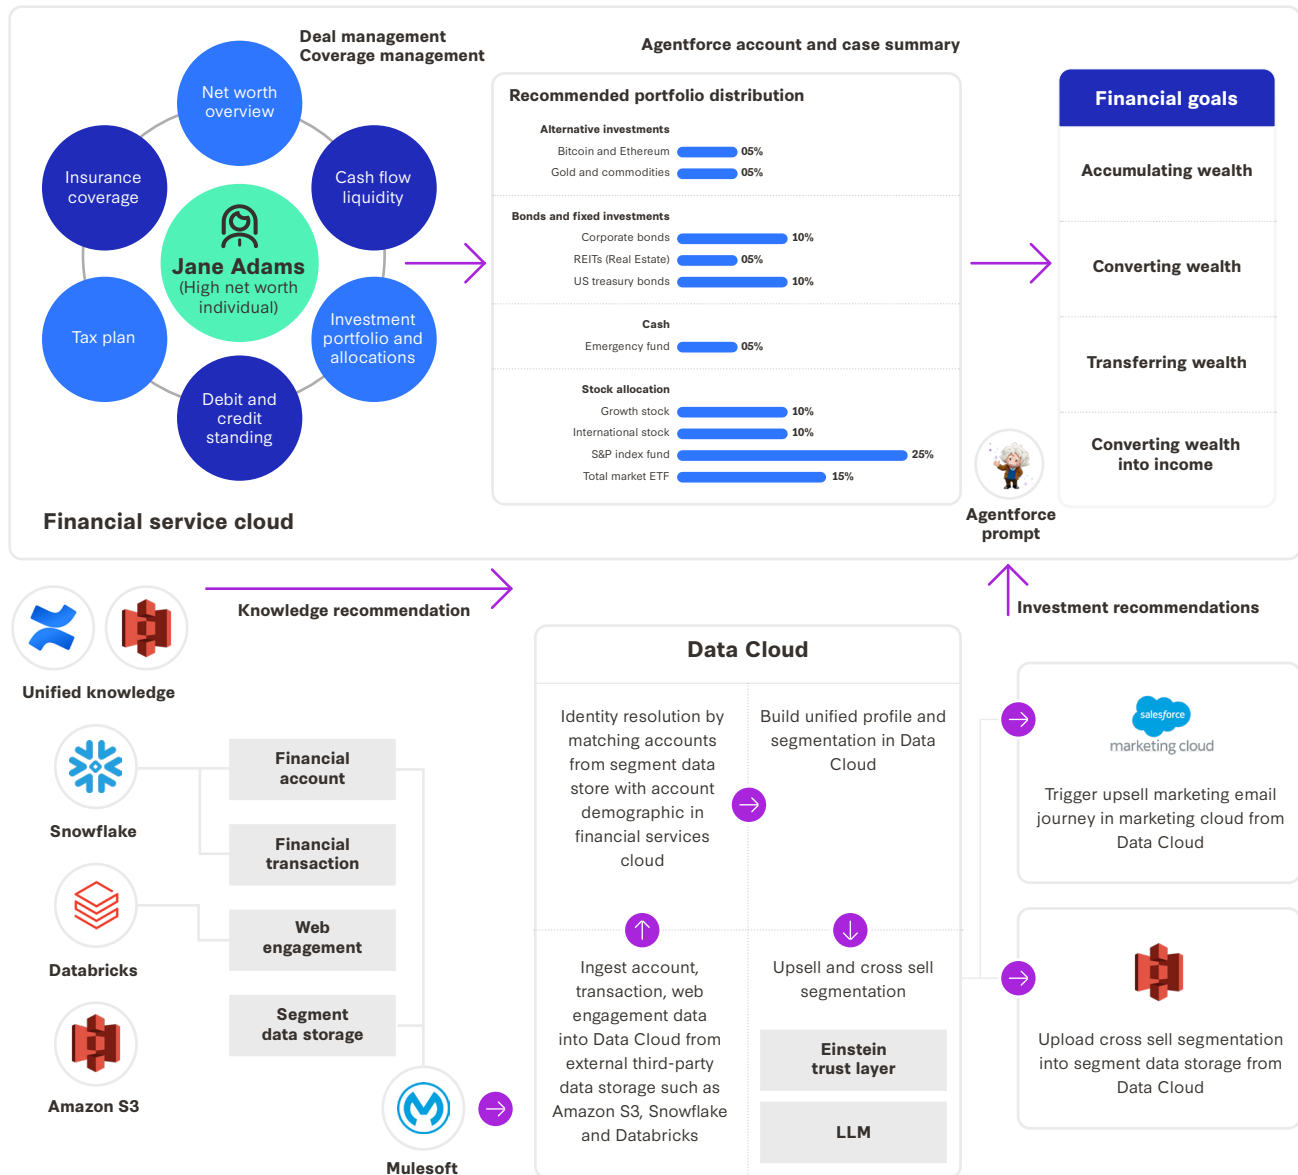 Deal management
Coverage management
Net worth
overview
Insurance
coverage
Cash flow
liquidity
Jane Adams
(High net worth
individual)
Tax plan
Investment
portfolio and
allocations
Debit and
credit
standing
Financial service cloud
Agentforce account and case summary
Recommended portfolio distribution
Alternative investments
Bitcoin and Ethereum 05%
Gold and commodities 05%
Bonds and fixed investments
Corporate bonds 10%
REITs (Real Estate) 05%
US treasury bonds 10%
Cash
Emergency fund 05%
Stock allocation
Growth stock 10%
International stock 10%
S&P index fund 25%
Total market ETF 15%
Financial goals
Accumulating wealth
Converting wealth
Transferring wealth
Converting wealth
into income
Agentforce
prompt
Knowledge recommendation
Investment recommendations
Unified knowledge
Snowflake
Databricks
Amazon S3
Financial
account
Financial
transaction
Web
engagement
Segment
data storage
Mulesoft
Data Cloud
Identity resolution by
matching accounts
from segment data
store with account
demographic in
financial services
cloud
Build unified profile and
segmentation in Data
Cloud
Ingest account,
transaction, web
engagement data
into Data Cloud from
external third-party
data storage such as
Amazon S3, Snowflake
and Databricks
Upsell and cross sell
segmentation
Einstein
trust layer
LLM
salesforce
marketing cloud
Trigger upsell marketing email
journey in marketing cloud from
Data Cloud
Upload cross sell segmentation
into segment data storage from
Data Cloud